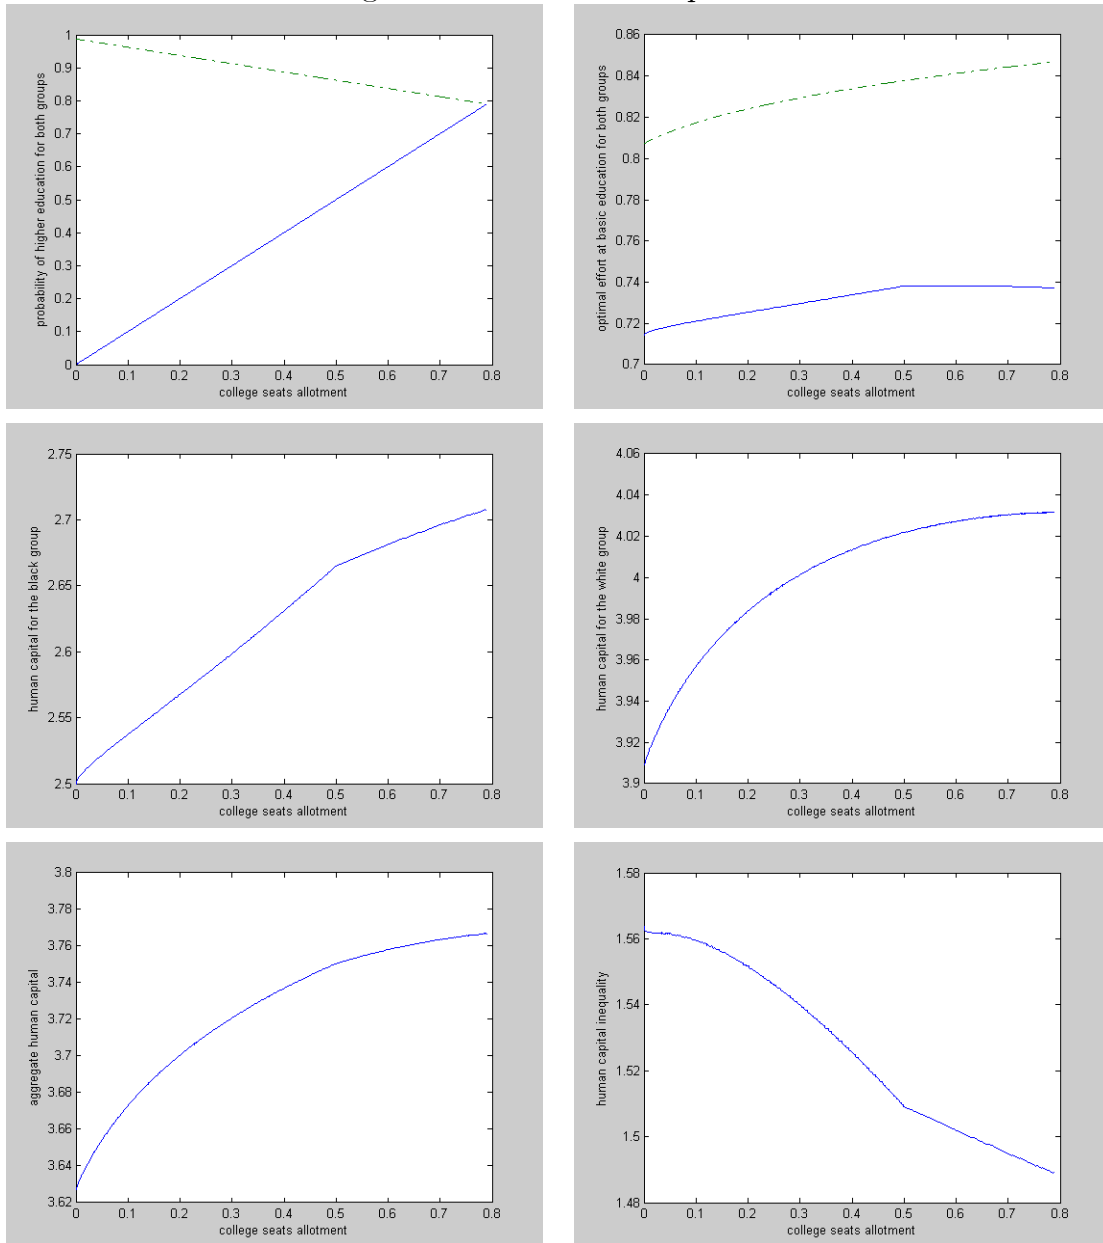 1
0.9
0.8
0.7
0.6
0.5
0.4
0.3
0.2
0.1
0
probability of higher education for both groups
0 0.1 0.2 0.3 0.4 0.5 0.6 0.7 0.8
college seats allotment
0.86
0.84
0.82
0.8
0.78
0.76
0.74
0.72
0.7
optimal effort at basic education for both groups
0 0.1 0.2 0.3 0.4 0.5 0.6 0.7 0.8
college seats allotment
2.75
2.7
2.65
2.6
2.55
2.5
human capital for the black group
0 0.1 0.2 0.3 0.4 0.5 0.6 0.7 0.8
college seats allotment
4.06
4.04
4.02
4
3.98
3.96
3.94
3.92
3.9
human capital for the white group
0 0.1 0.2 0.3 0.4 0.5 0.6 0.7 0.8
college seats allotment
3.8
3.78
3.76
3.74
3.72
3.7
3.68
3.66
3.64
3.62
aggregate human capital
0 0.1 0.2 0.3 0.4 0.5 0.6 0.7 0.8
college seats allotment
1.58
1.56
1.54
1.52
1.5
1.48
human capital inequality
0 0.1 0.2 0.3 0.4 0.5 0.6 0.7 0.8
college seats allotment